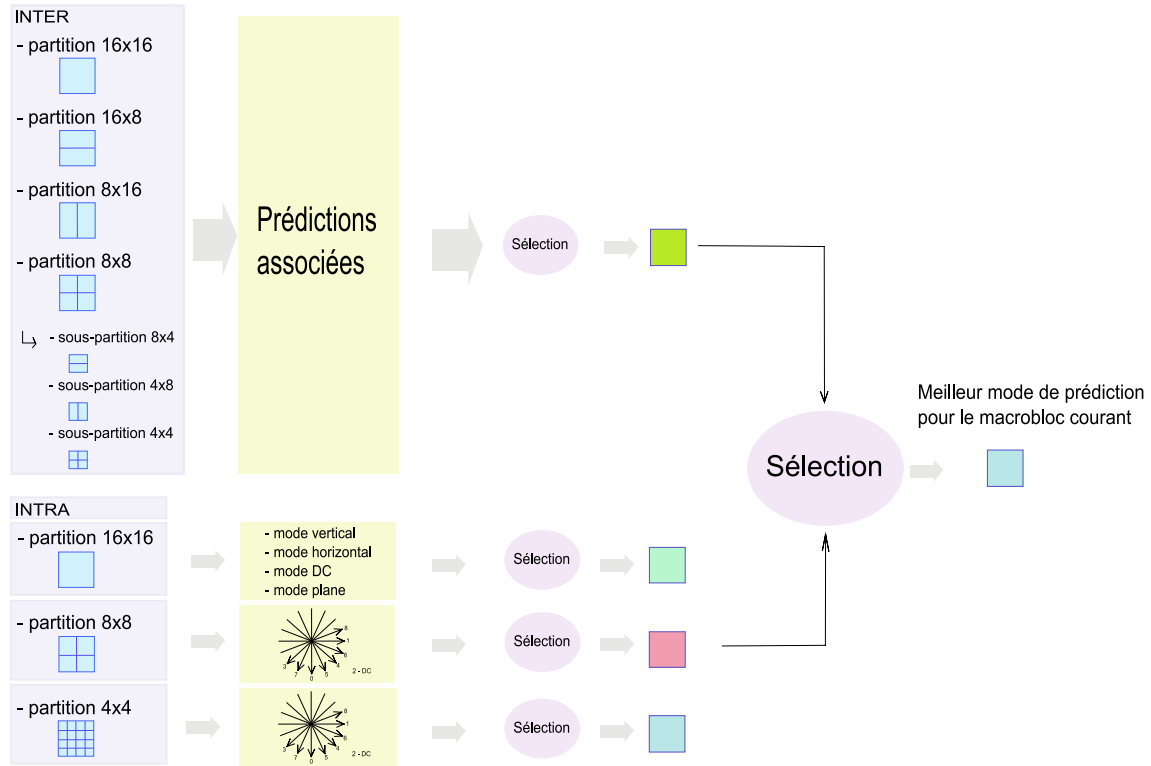 INTER
- partition 16x16
- partition 16x8
- partition 8x16
- partition 8x8
- sous-partition 8x4
- sous-partition 4x8
- sous-partition 4x4
Prédictions
associées
Sélection
Sélection
Meilleur mode de prédiction
pour le macrobloc courant
INTRA
- partition 16x16
- mode vertical
- mode horizontal
- mode DC
- mode plane
Sélection
- partition 8x8
8
1
6
4
5
0
7
3
2 - DC
Sélection
- partition 4x4
8
1
6
4
5
0
7
3
2 - DC
Sélection